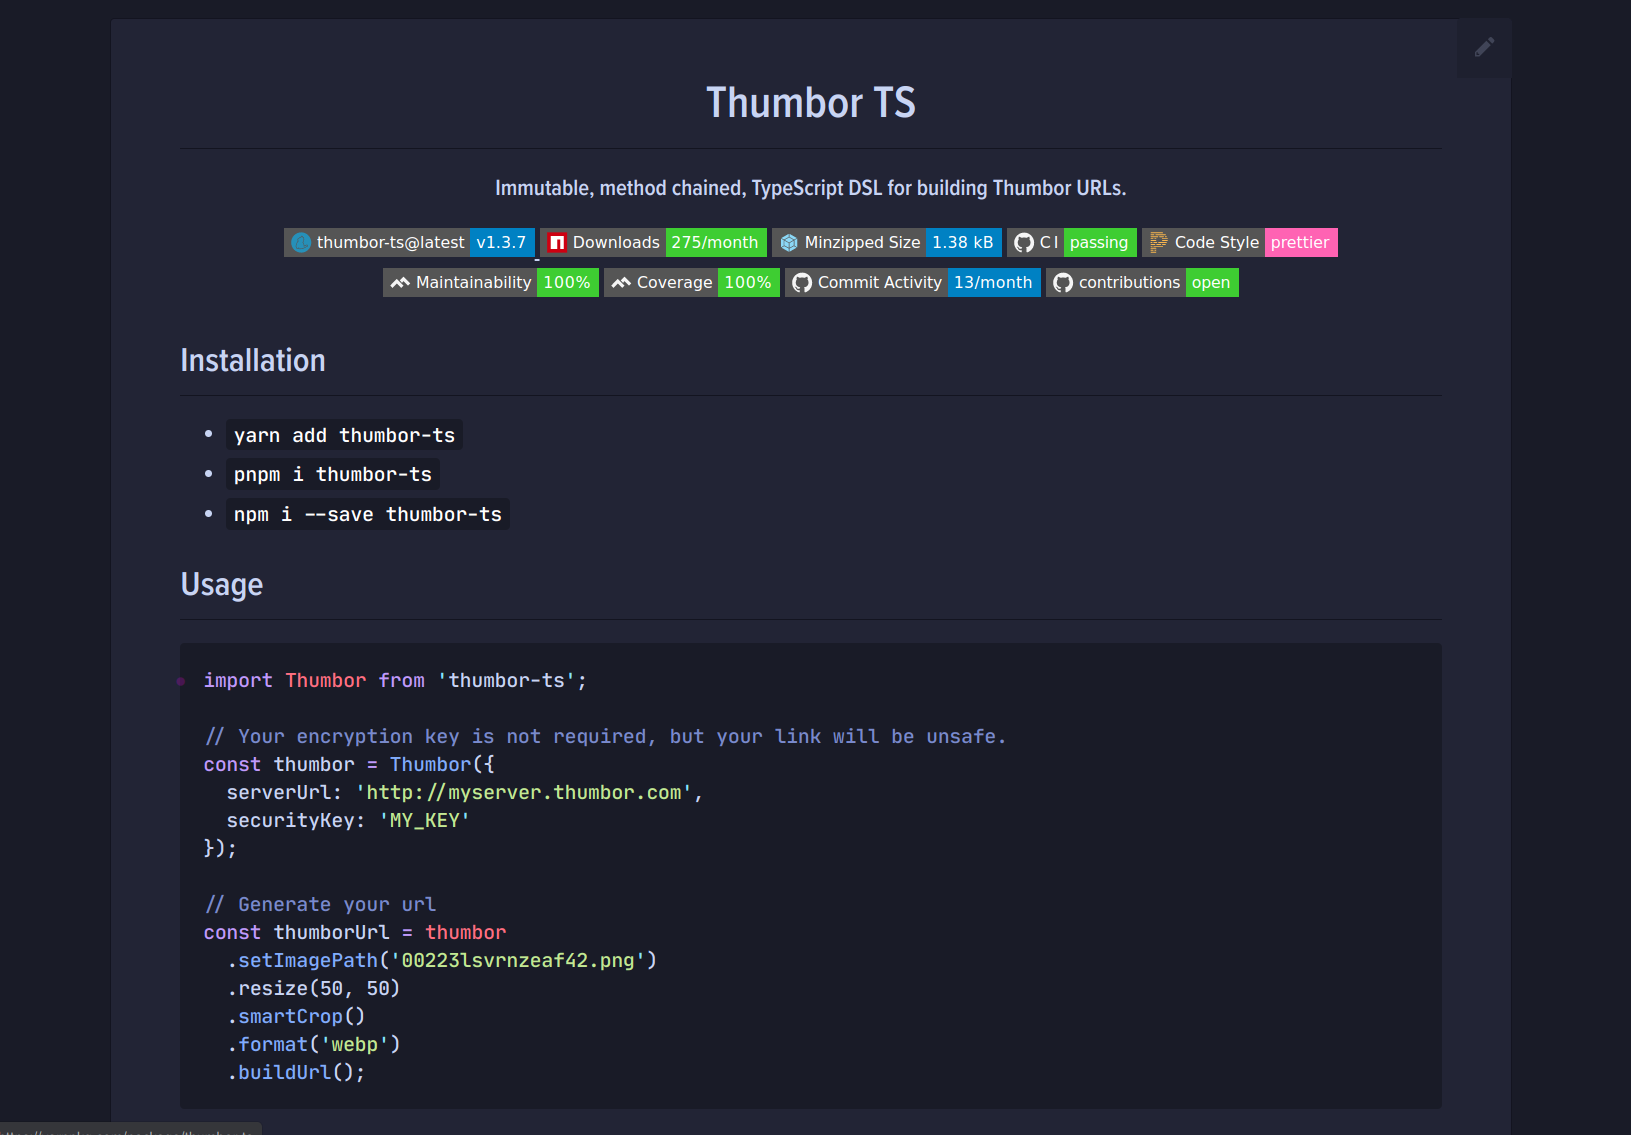 Thumbor TS
Immutable, method chained, TypeScript DSL for building Thumbor URLs.
thumbor-ts@latest v1.3.7 Downloads 275/month Minzipped Size 1.38 kB CI passing Code Style prettier
Maintainability 100% Coverage 100% Commit Activity 13/month contributions open
Installation
yarn add thumbor-ts
pnpm i thumbor-ts
npm i --save thumbor-ts
Usage
import Thumbor from 'thumbor-ts';
// Your encryption key is not required, but your link will be unsafe.
const thumbor = Thumbor({
serverUrl: 'http://myserver.thumbor.com',
securityKey: 'MY_KEY'
});
// Generate your url
const thumborUrl = thumbor
.setImagePath('00223lsvrnzeaf42.png')
.resize(50, 50)
.smartCrop()
.format('webp')
.buildUrl();